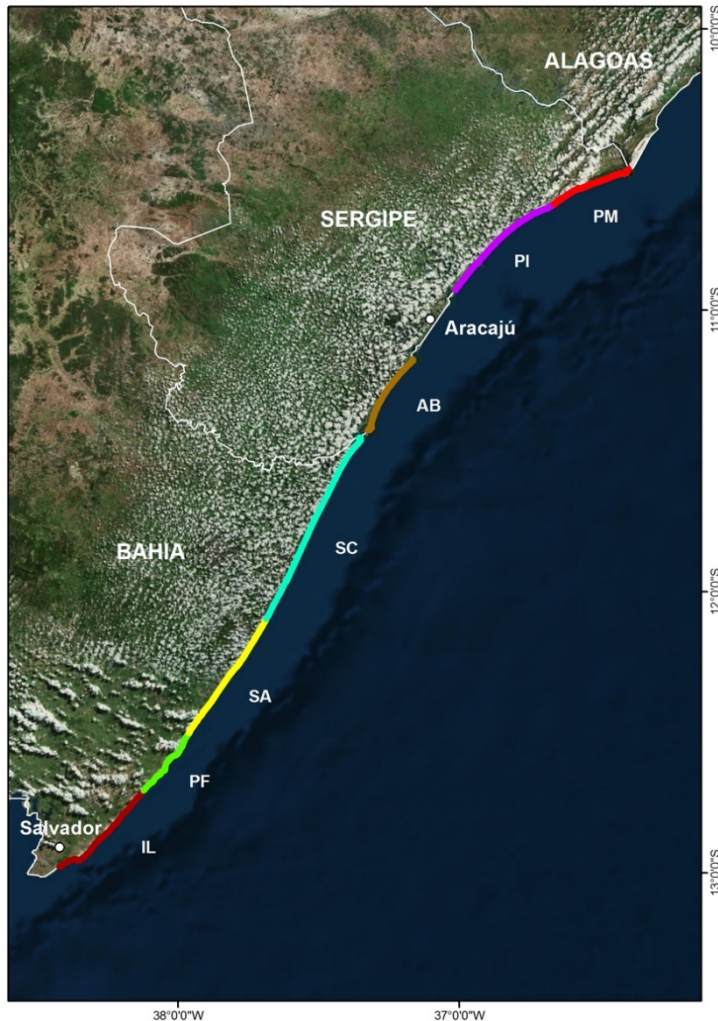 10°0'0"S
ALAGOAS
SERGIPE
PM
PI
11°0'0"S
Aracajú
AB
BAHIA
SC
12°0'0"S
SA
PF
Salvador
IL
13°0'0"S
38°0'0"W
37°0'0"W